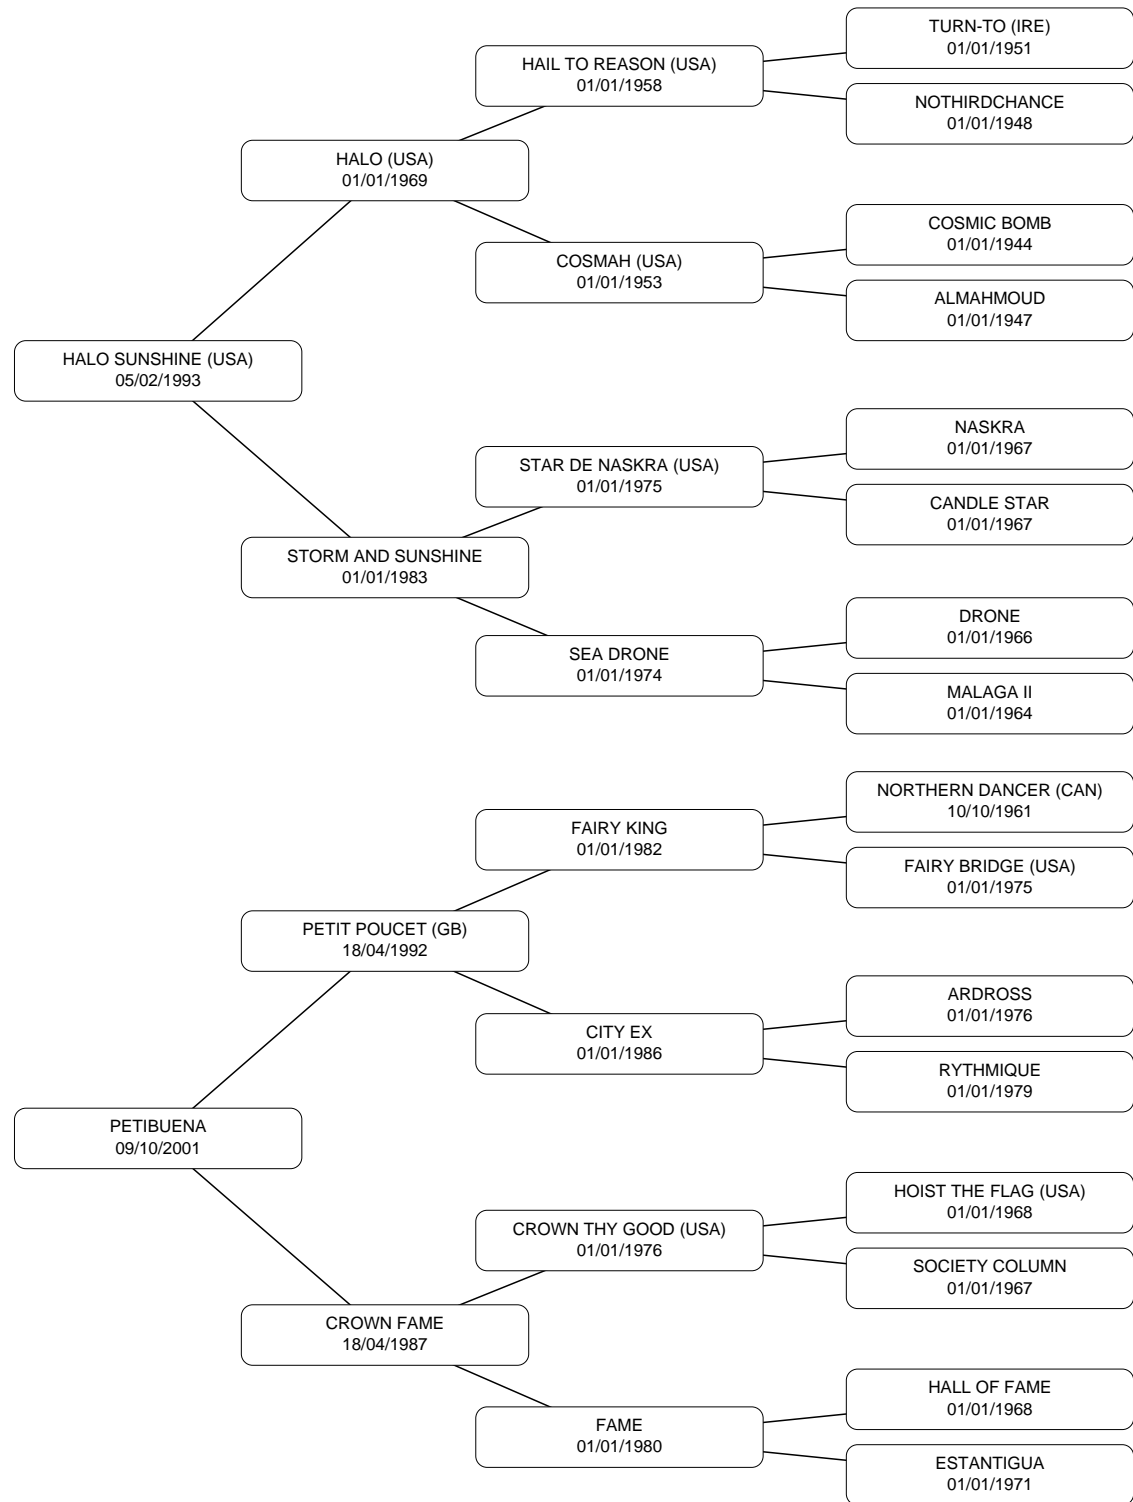 TURN-TO (IRE)
01/01/1951
HAIL TO REASON (USA)
01/01/1958
NOTHIRDCHANCE
01/01/1948
HALO (USA)
01/01/1969
COSMIC BOMB
01/01/1944
COSMAH (USA)
01/01/1953
ALMAHMOUD
01/01/1947
HALO SUNSHINE (USA)
05/02/1993
NASKRA
01/01/1967
STAR DE NASKRA (USA)
01/01/1975
CANDLE STAR
01/01/1967
STORM AND SUNSHINE
01/01/1983
DRONE
01/01/1966
SEA DRONE
01/01/1974
MALAGA II
01/01/1964
NORTHERN DANCER (CAN)
10/10/1961
FAIRY KING
01/01/1982
FAIRY BRIDGE (USA)
01/01/1975
PETIT POUCET (GB)
18/04/1992
ARDROSS
01/01/1976
CITY EX
01/01/1986
RYTHMIQUE
01/01/1979
PETIBUENA
09/10/2001
HOIST THE FLAG (USA)
01/01/1968
CROWN THY GOOD (USA)
01/01/1976
SOCIETY COLUMN
01/01/1967
CROWN FAME
18/04/1987
HALL OF FAME
01/01/1968
FAME
01/01/1980
ESTANTIGUA
01/01/1971